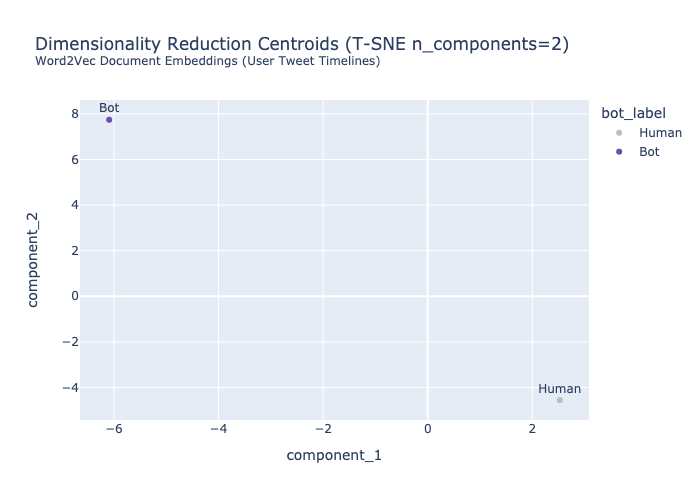 Dimensionality Reduction Centroids (T-SNE n_components=2)
Word2Vec Document Embeddings (User Tweet Timelines)
Bot
8
6
4
2
0
−2
−4
component_2
Human
−6
−4
−2
0
2
component_1
bot_label
Human
Bot